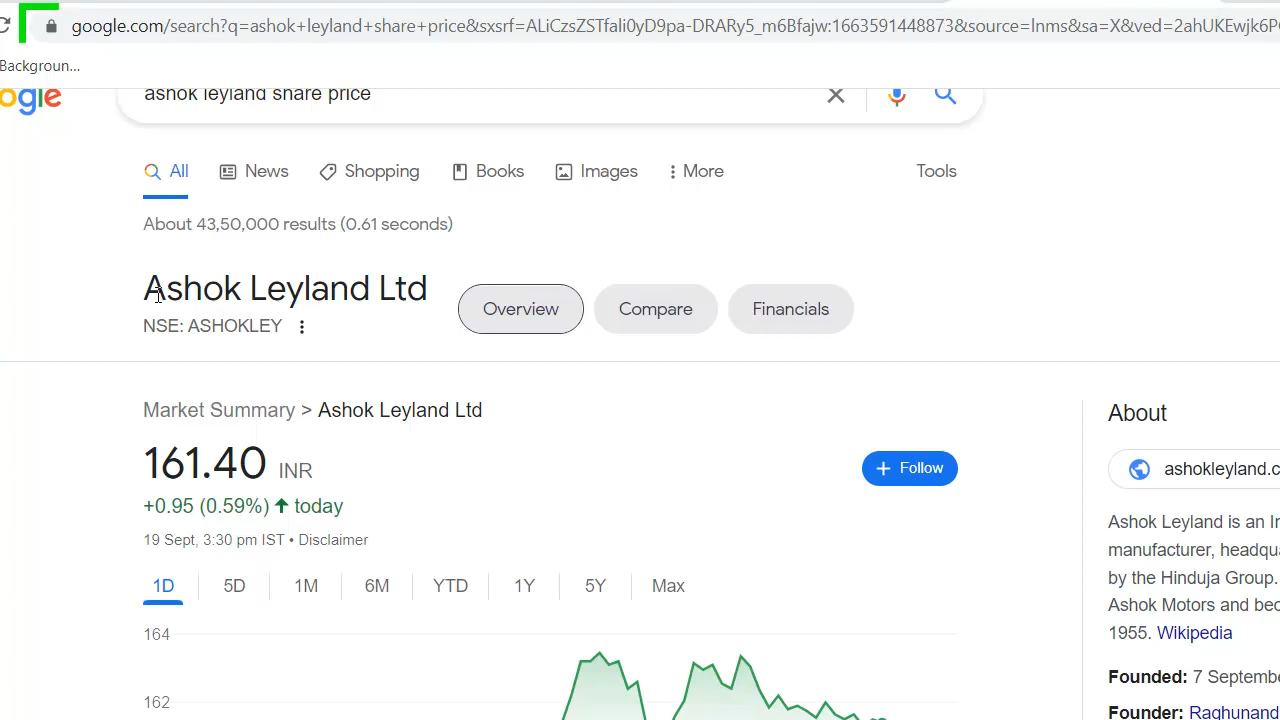 google.com/search?q=ashok+leyland+share+price&sxsrf=ALiCzsZSTfali0yD9pa-DRARy5_m6Bfajw:1663591448873&source=lnms&sa=X&ved=2ahUKEwjk6P
Backgroun...
ogle
ashok leyland share price
All News Shopping Books Images More Tools
About 43,50,000 results (0.61 seconds)
Ashok Leyland Ltd
NSE: ASHOKLEY
Overview Compare Financials
Market Summary > Ashok Leyland Ltd
161.40 INR
+0.95 (0.59%) today
+ Follow
19 Sept, 3:30 pm IST • Disclaimer
1D 5D 1M 6M YTD 1Y 5Y Max
164
162
About
ashokleyland.c
Ashok Leyland is an In
manufacturer, headqua
by the Hinduja Group.
Ashok Motors and bec
1955. Wikipedia
Founded: 7 Septembe
Founder: Raghunand